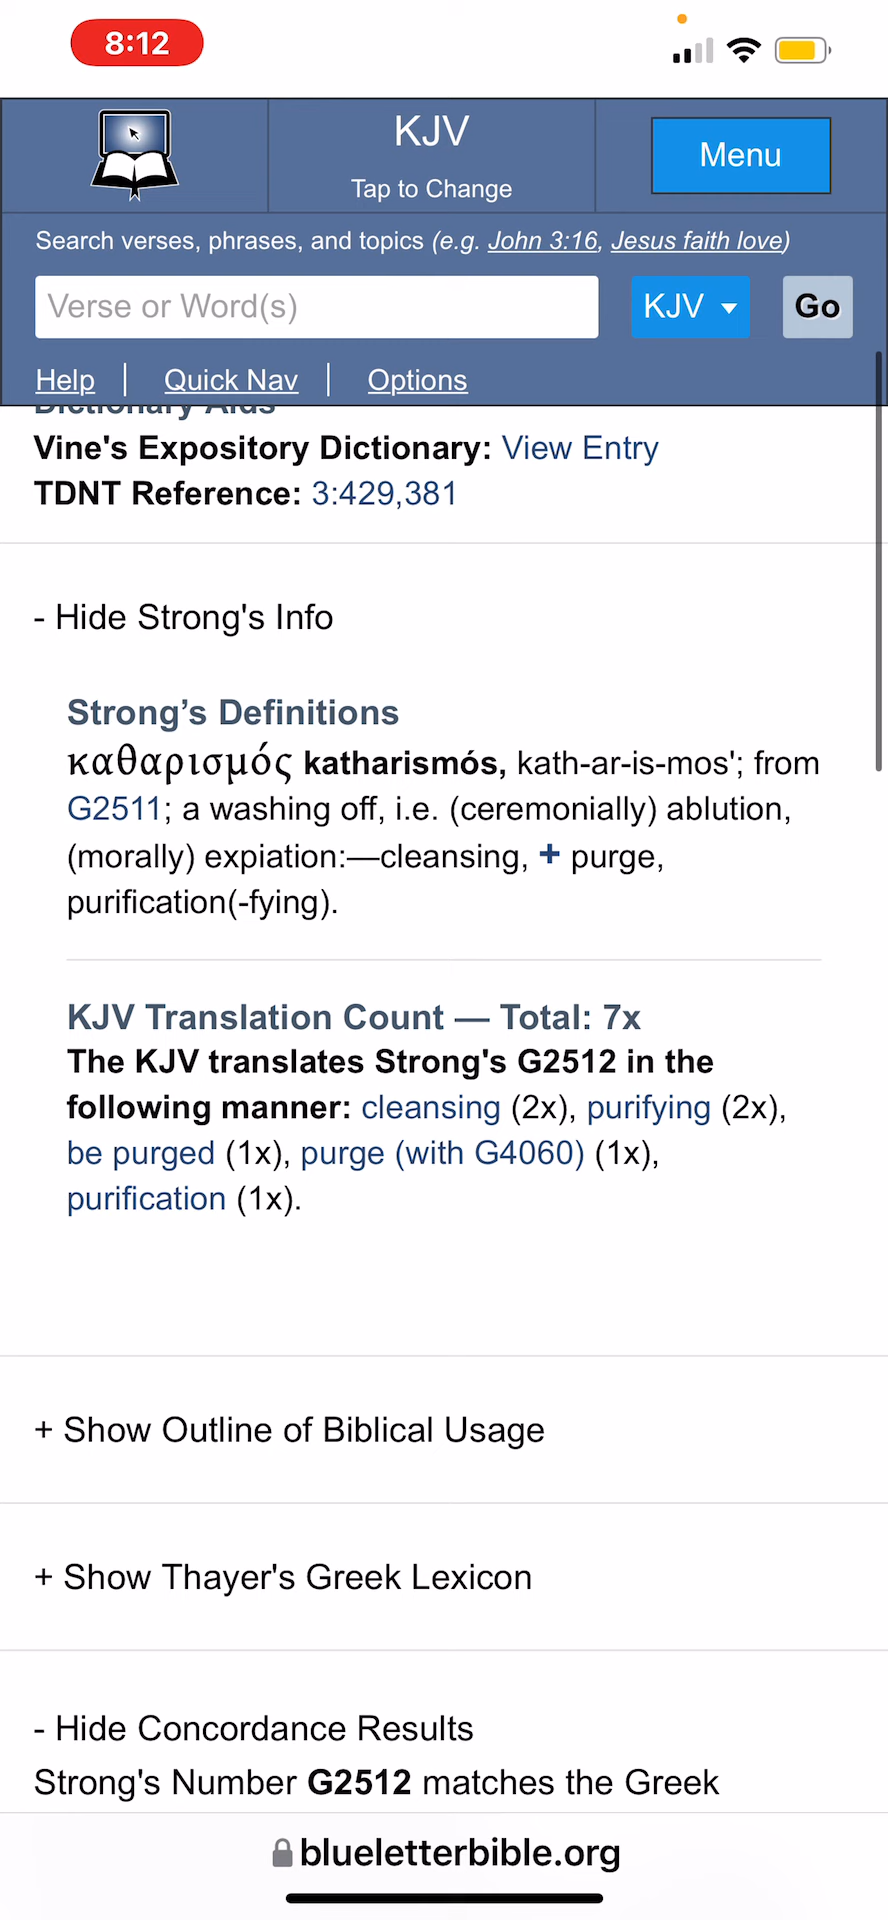 8:12
KJV
Tap to Change
Menu
Search verses, phrases, and topics (e.g. John 3:16, Jesus faith love)
Verse or Word(s)
KJV
Go
Help | Quick Nav | Options
Dictionary Aids
Vine's Expository Dictionary: View Entry
TDNT Reference: 3:429,381
- Hide Strong's Info
Strong’s Definitions
καθαρισμός katharismós, kath-ar-is-mos'; from
G2511; a washing off, i.e. (ceremonially) ablution,
(morally) expiation:—cleansing, + purge,
purification(-fying).
KJV Translation Count — Total: 7x
The KJV translates Strong's G2512 in the
following manner: cleansing (2x), purifying (2x),
be purged (1x), purge (with G4060) (1x),
purification (1x).
+ Show Outline of Biblical Usage
+ Show Thayer's Greek Lexicon
- Hide Concordance Results
Strong's Number G2512 matches the Greek
blueletterbible.org